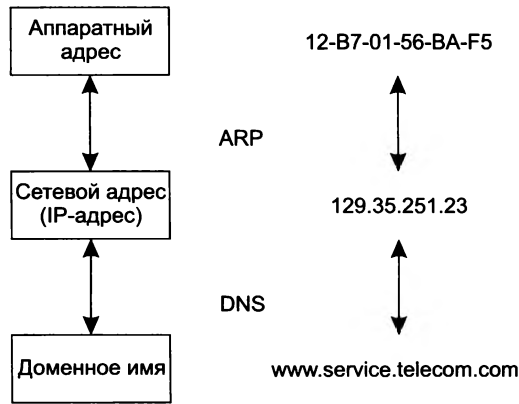 Аппаратный
адрес
12-B7-01-56-BA-F5
ARP
Сетевой адрес
(IP-адрес)
129.35.251.23
DNS
Доменное имя
www.service.telecom.com